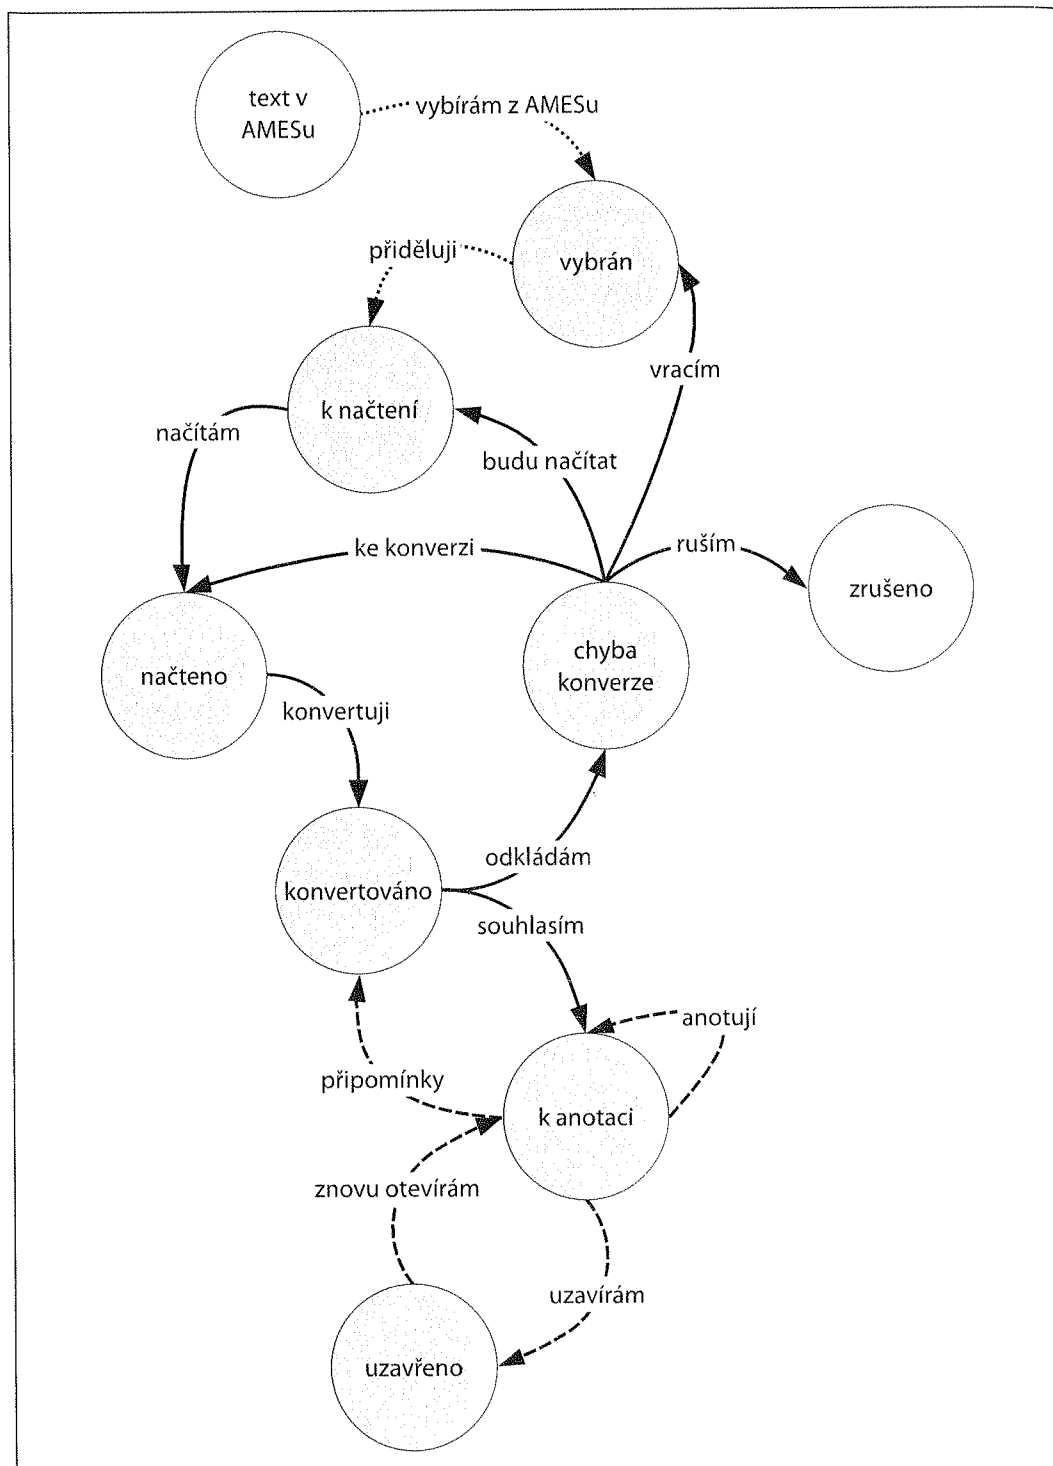 text v
AMESu
vybírám z AMESu
vybrán
přiděluji
vracím
k načtení
načítám
budu načítat
ke konverzi
ruším
zrušeno
chyba
konverze
načteno
konvertuji
odkládám
konvertováno
souhlasím
anotují
připomínky
k anotaci
znovu otevírám
uzavírám
uzavřeno